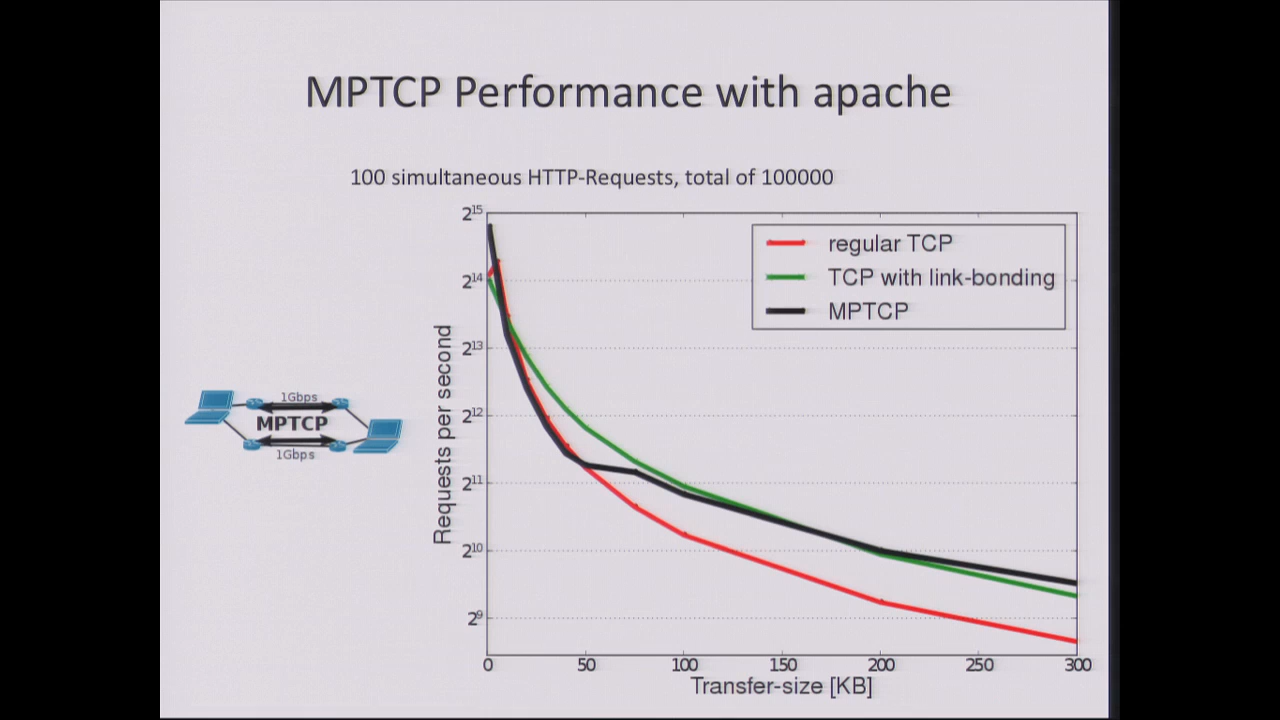 MPTCP Performance with apache
100 simultaneous HTTP-Requests, total of 100000
1Gbps
MPTCP
1Gbps
Requests per second
2^15
2^14
2^13
2^12
2^11
2^10
2^9
regular TCP
TCP with link-bonding
MPTCP
0 50 100 150 200 250 300
Transfer-size [KB]